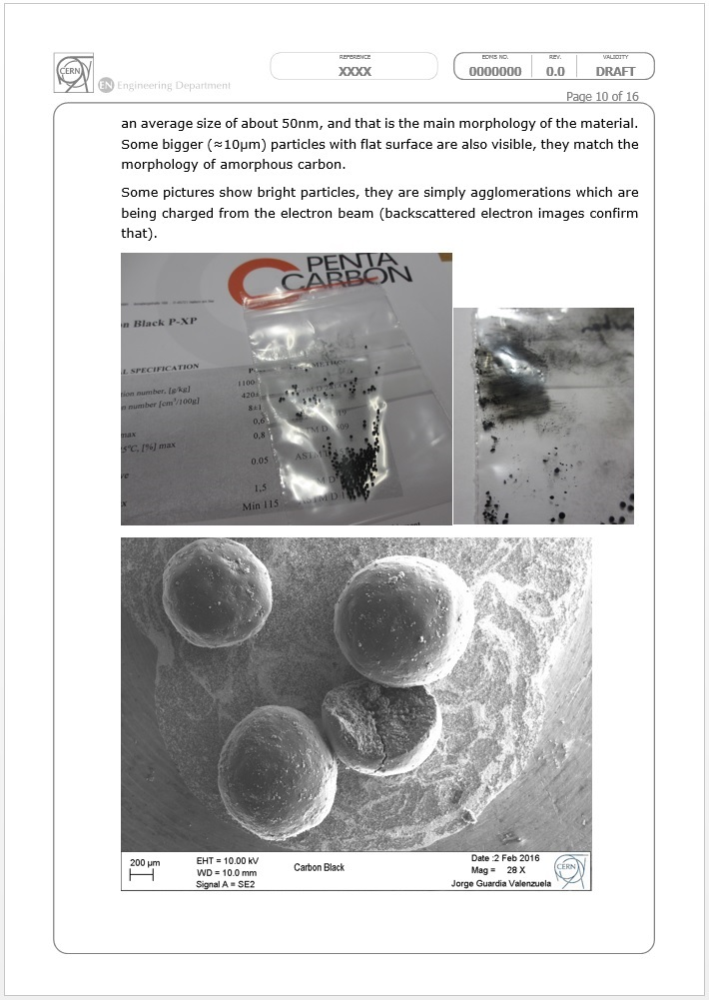 CERN
EN Engineering Department
REFERENCE
XXXX
EDMS NO.
0000000
REV.
0.0
VALIDITY
DRAFT
Page 10 of 16
an average size of about 50nm, and that is the main morphology of the material.
Some bigger (≈10µm) particles with flat surface are also visible, they match the
morphology of amorphous carbon.
Some pictures show bright particles, they are simply agglomerations which are
being charged from the electron beam (backscattered electron images confirm
that).
PENTA
CARBON
n Black P-XP
L SPECIFICATION
tion number, [g/kg]
1100
n number [cm³/100g]
420±
8±1
max
0,6
5°C, [%] max
0,8
0.05
ve
1,5
Min 115
200 µm
EHT = 10.00 kV
WD = 10.0 mm
Signal A = SE2
Carbon Black
Date :2 Feb 2016
Mag = 28 X
Jorge Guardia Valenzuela
CERN